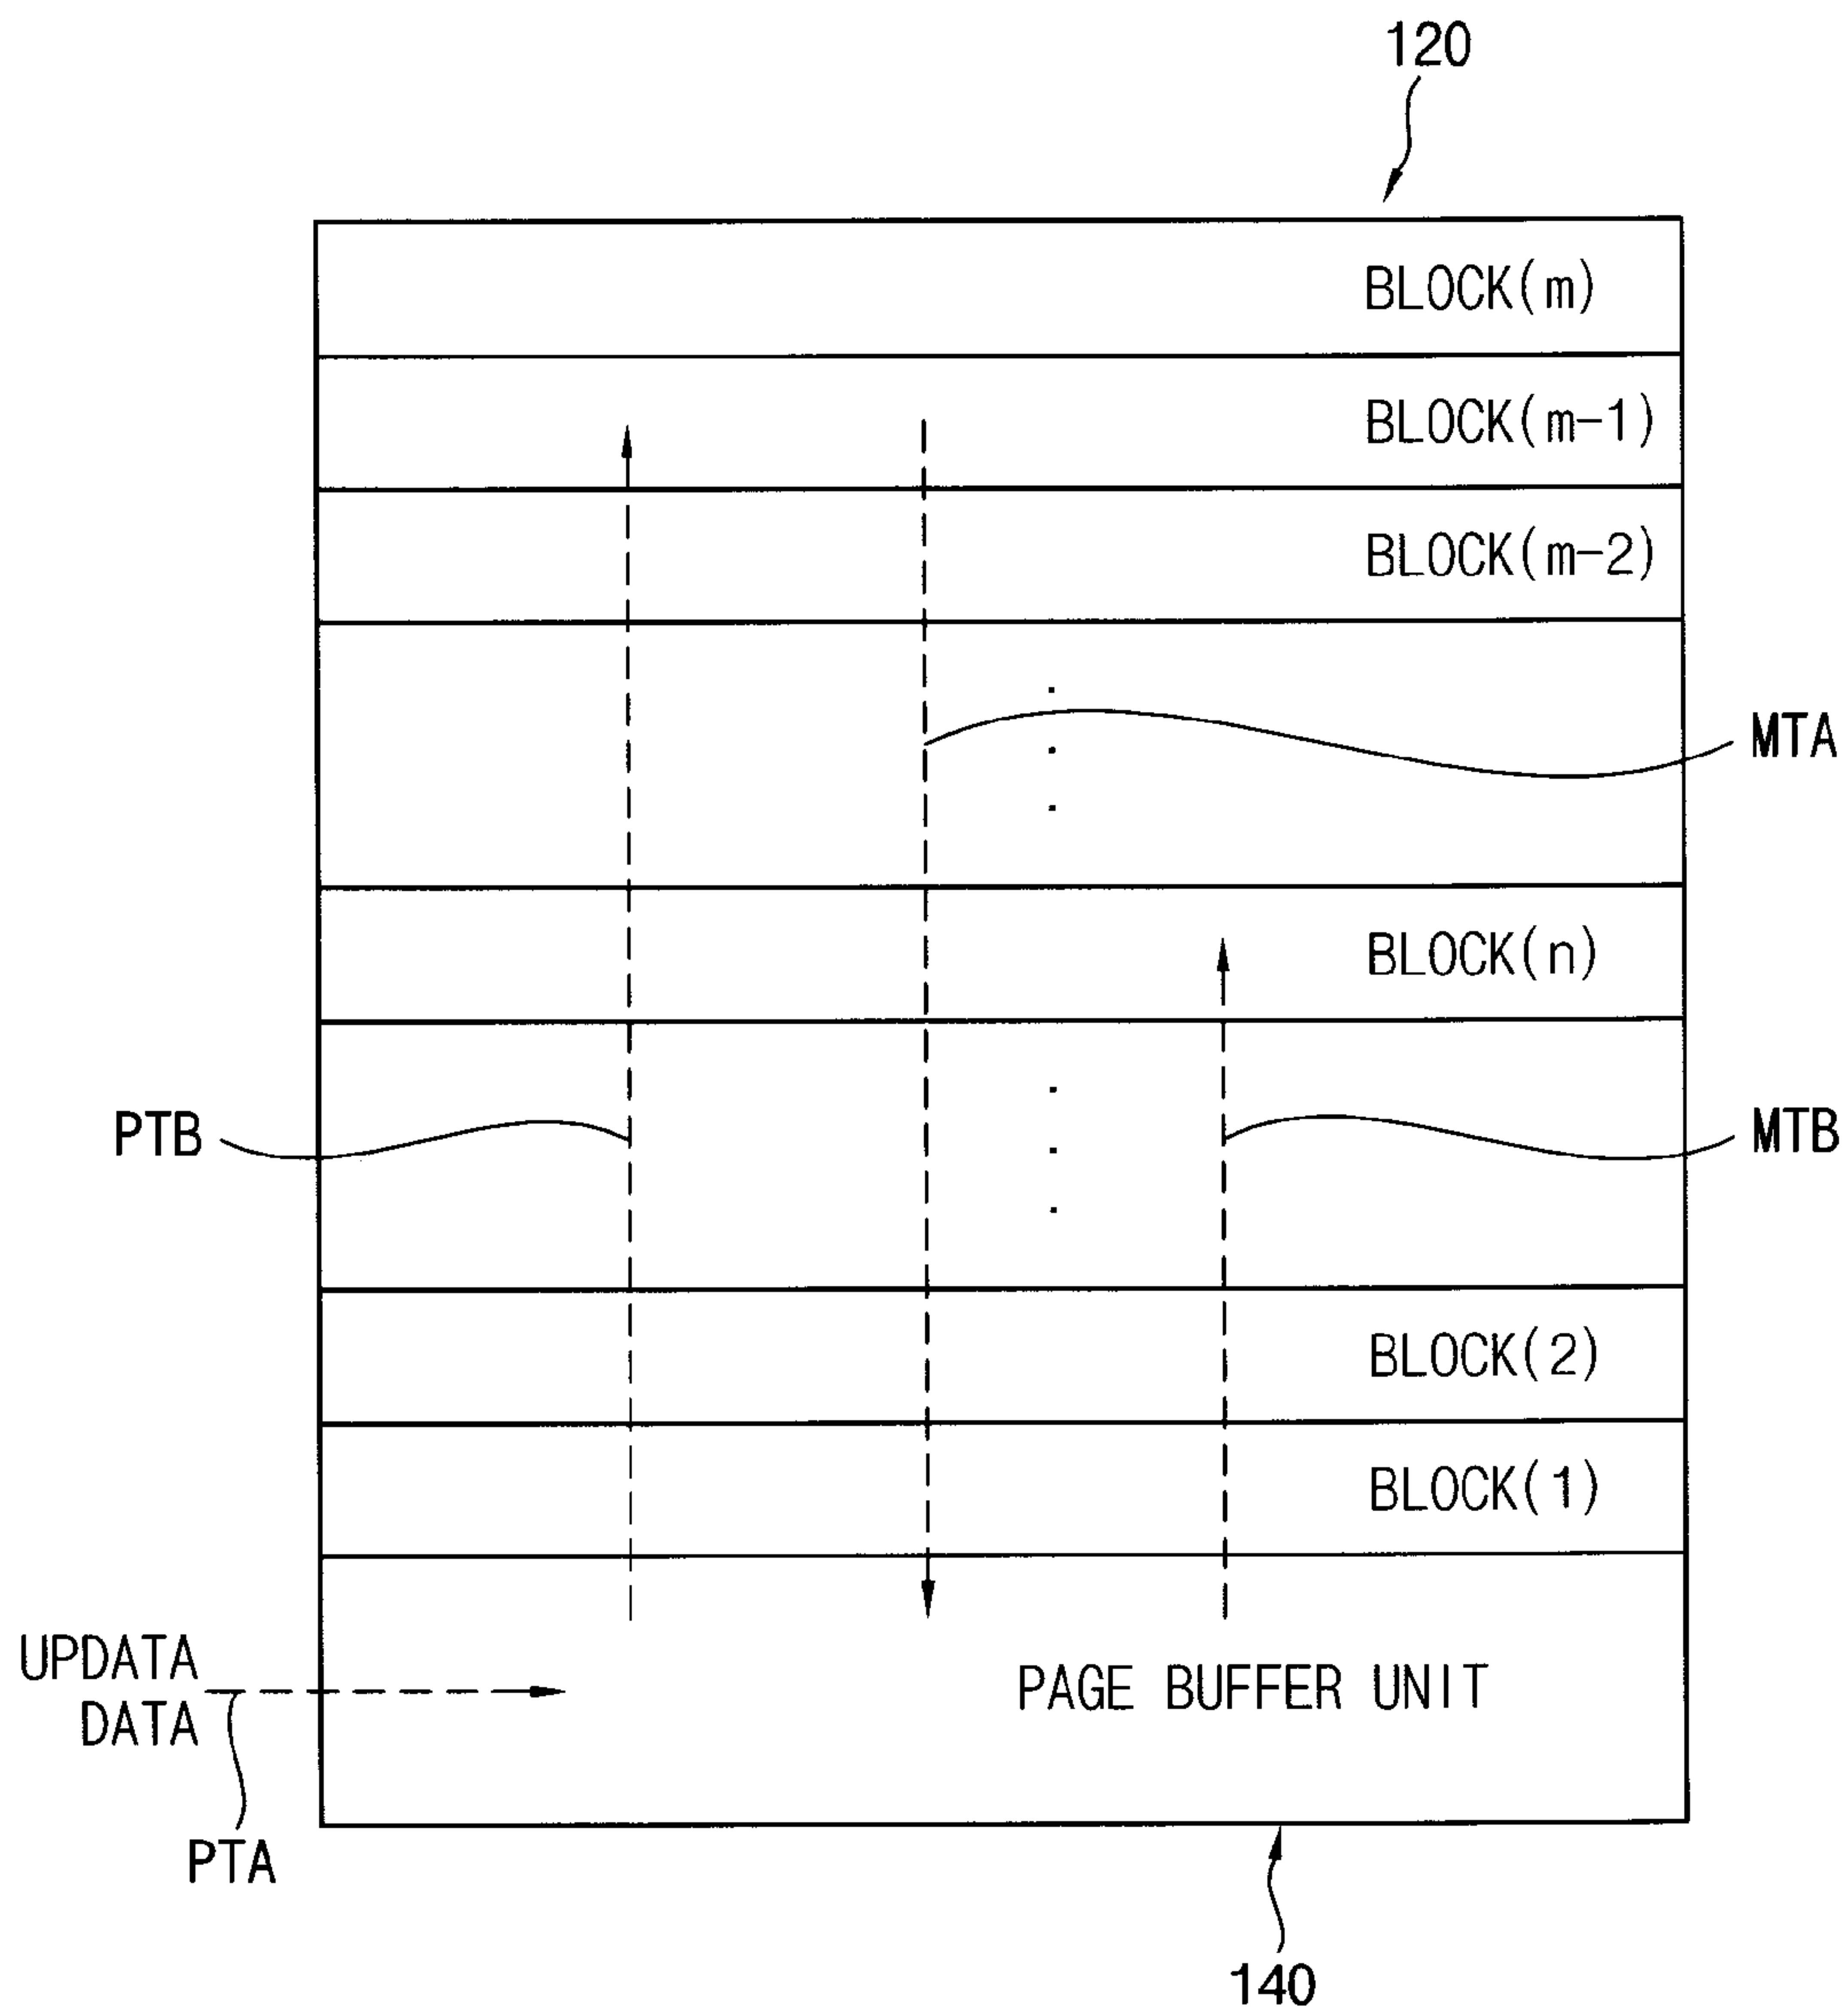 120
BLOCK(m)
BLOCK(m-1)
BLOCK(m-2)
MTA
BLOCK(n)
PTB
MTB
BLOCK(2)
BLOCK(1)
UPDATA
DATA
PAGE BUFFER UNIT
PTA
140